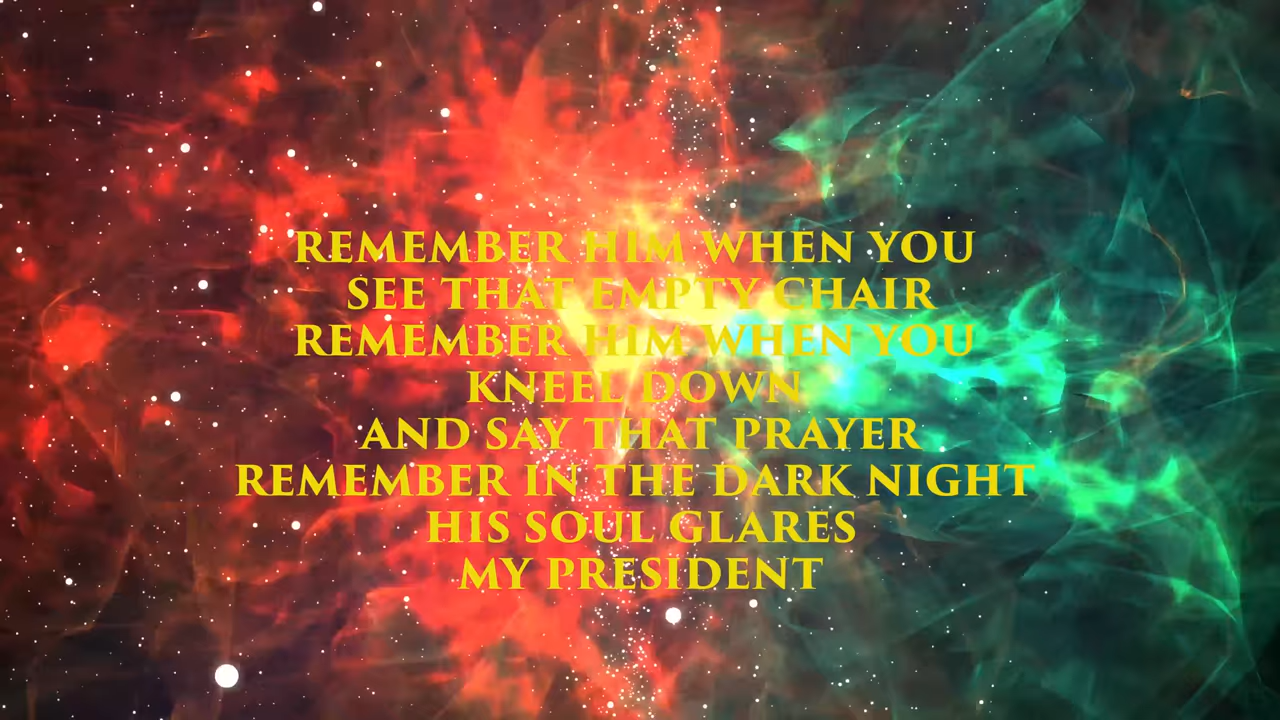 REMEMBER HIM WHEN YOU
SEE THAT EMPTY CHAIR
REMEMBER HIM WHEN YOU
KNEEL DOWN
AND SAY THAT PRAYER
REMEMBER IN THE DARK NIGHT
HIS SOUL GLARES
MY PRESIDENT